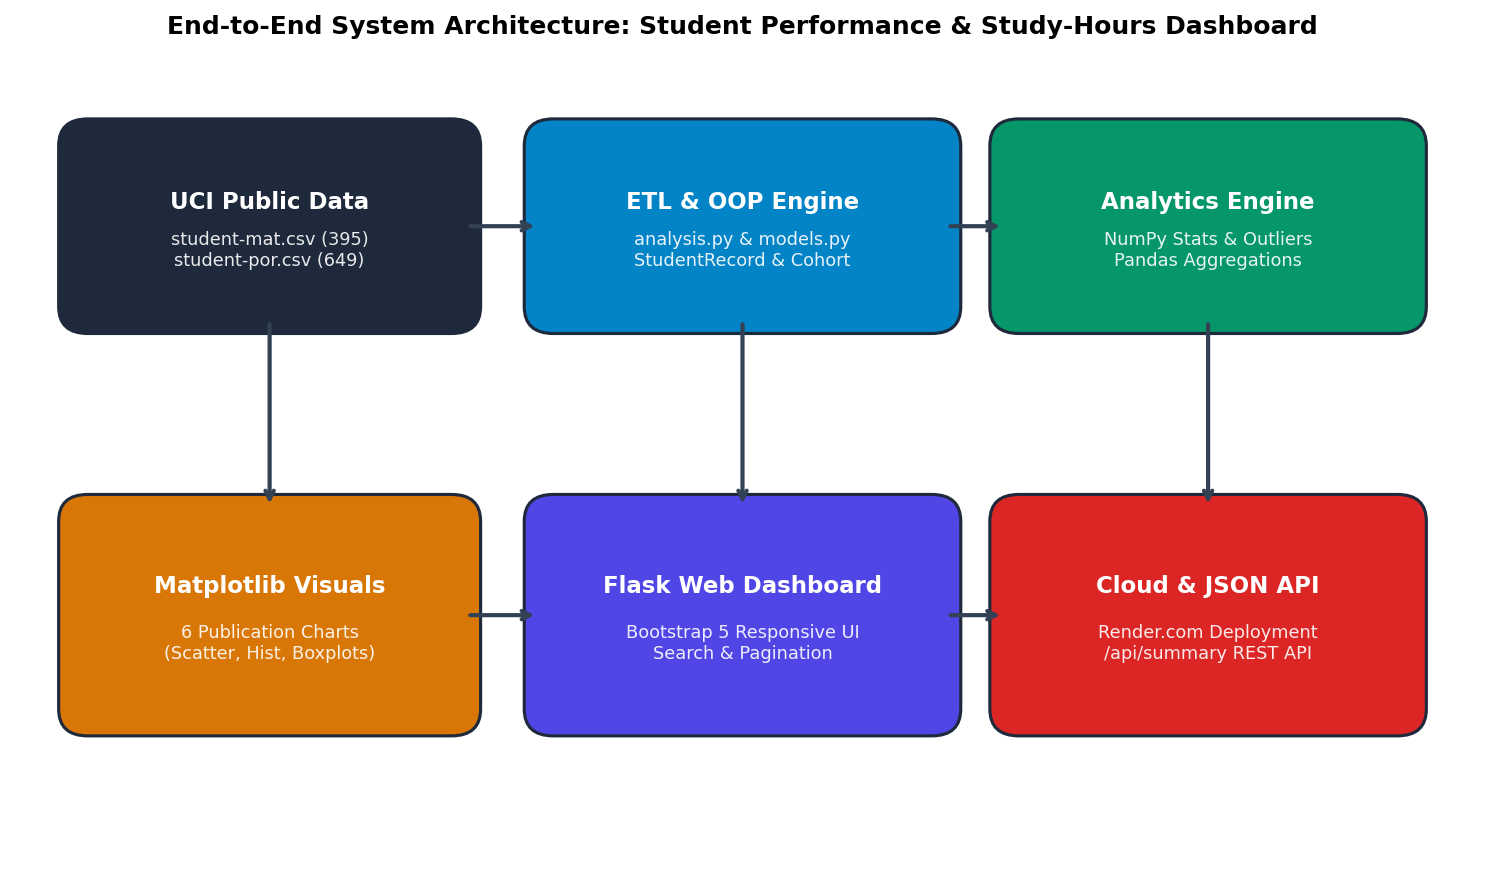 End-to-End System Architecture: Student Performance & Study-Hours Dashboard
UCI Public Data
student-mat.csv (395)
student-por.csv (649)
ETL & OOP Engine
analysis.py & models.py
StudentRecord & Cohort
Analytics Engine
NumPy Stats & Outliers
Pandas Aggregations
Matplotlib Visuals
6 Publication Charts
(Scatter, Hist, Boxplots)
Flask Web Dashboard
Bootstrap 5 Responsive UI
Search & Pagination
Cloud & JSON API
Render.com Deployment
/api/summary REST API